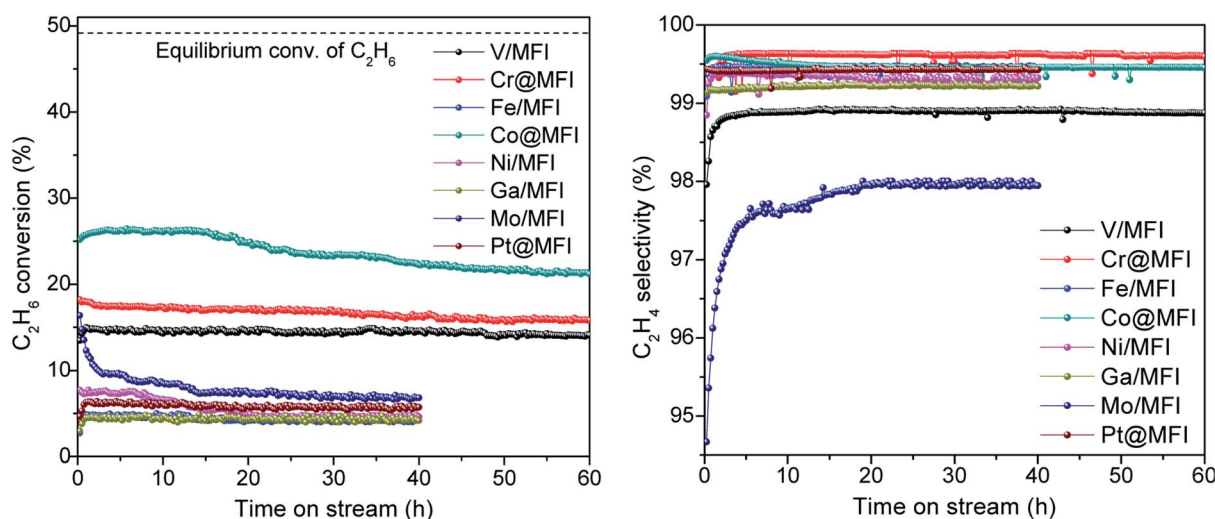 50
40
30
20
10
0
C₂H₆ conversion (%)
Equilibrium conv. of C₂H₆
V/MFI
Cr@MFI
Fe/MFI
Co@MFI
Ni/MFI
Ga/MFI
Mo/MFI
Pt@MFI
0 10 20 30 40 50 60
Time on stream (h)
100
99
98
97
96
95
C₂H₄ selectivity (%)
V/MFI
Cr@MFI
Fe/MFI
Co@MFI
Ni/MFI
Ga/MFI
Mo/MFI
Pt@MFI
0 10 20 30 40 50 60
Time on stream (h)